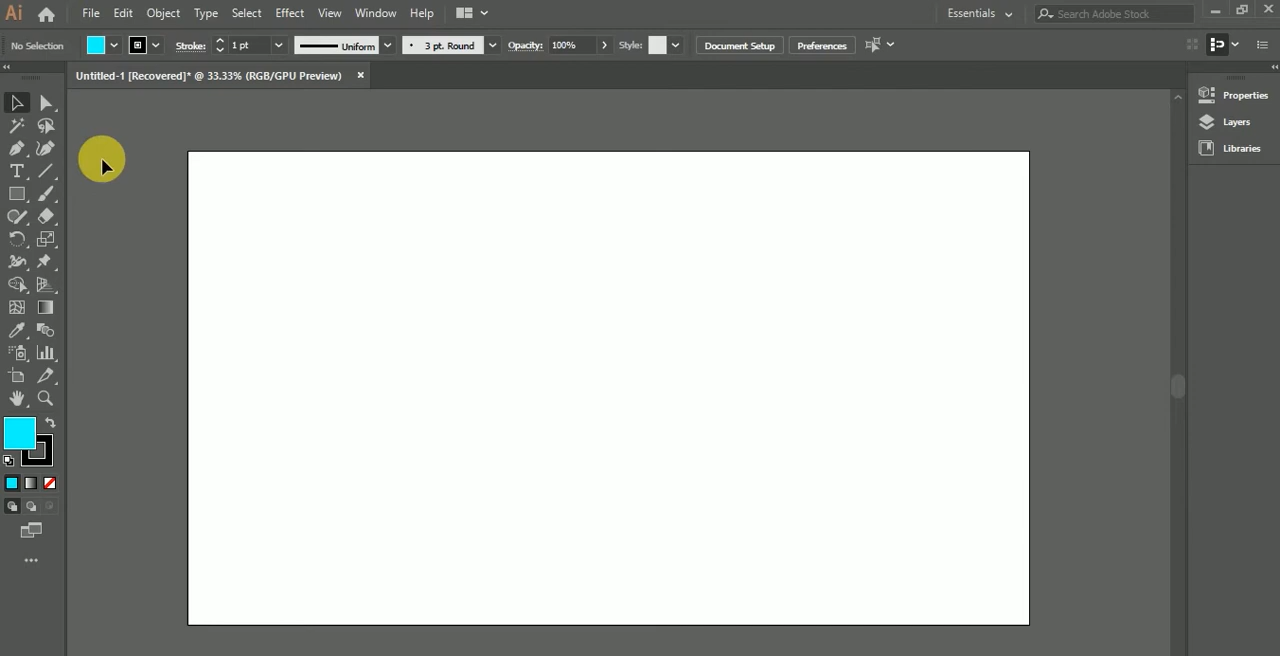 Ai File Edit Object Type Select Effect View Window Help Essentials Search Adobe Stock
No Selection Stroke: 1 pt Uniform 3 pt. Round Opacity: 100% Style: Document Setup Preferences
Untitled-1 [Recovered]* @ 33.33% (RGB/GPU Preview)
Properties
Layers
Libraries